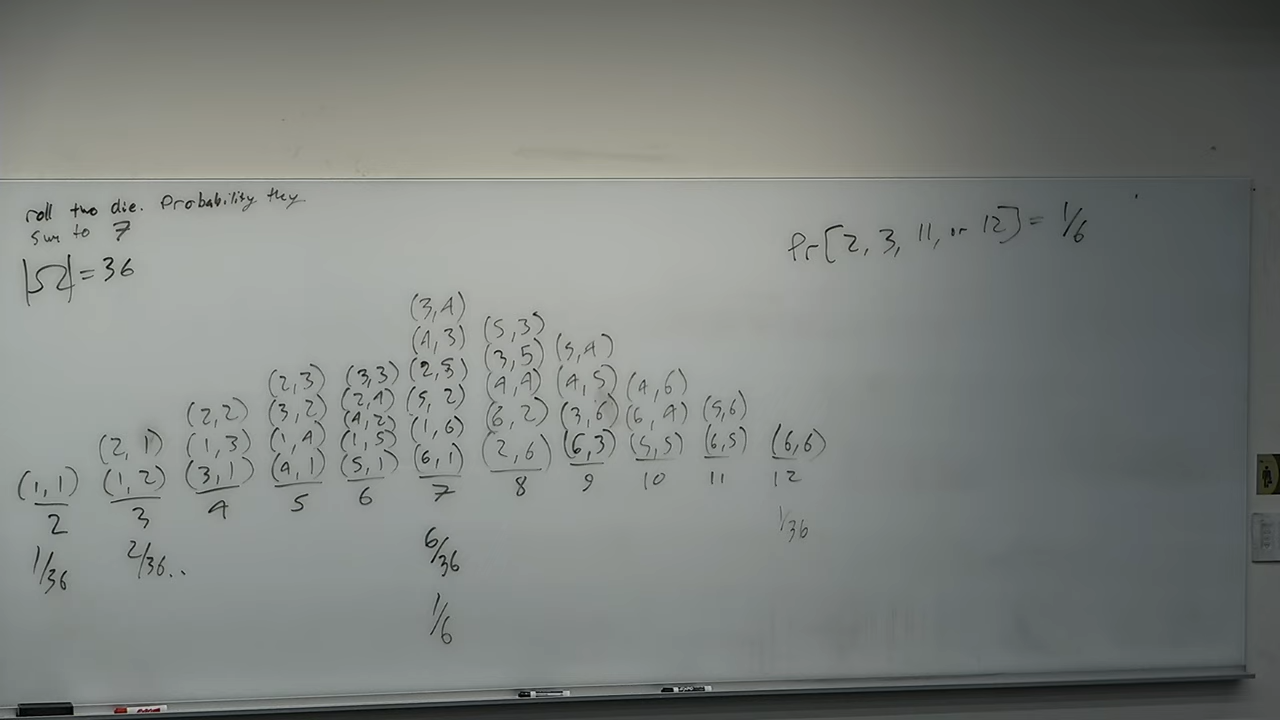 roll two die. Probability they
sum to 7
|Ω| = 36
Pr[2, 3, 11, or 12] = 1/6
(3,4)
(4,3) (5,3)
(2,5) (3,5) (5,4)
(2,3) (3,3) (5,2) (4,4) (4,5) (4,6)
(2,2) (3,2) (2,4) (1,6) (6,2) (3,6) (6,4) (5,6)
(2,1) (1,3) (1,4) (4,2) (6,1) (2,6) (6,3) (5,5) (6,5) (6,6)
(1,1) (1,2) (3,1) (4,1) (1,5)
(5,1)
2 3 4 5 6 7 8 9 10 11 12
1/36 2/36.. 6/36 1/36
1/6